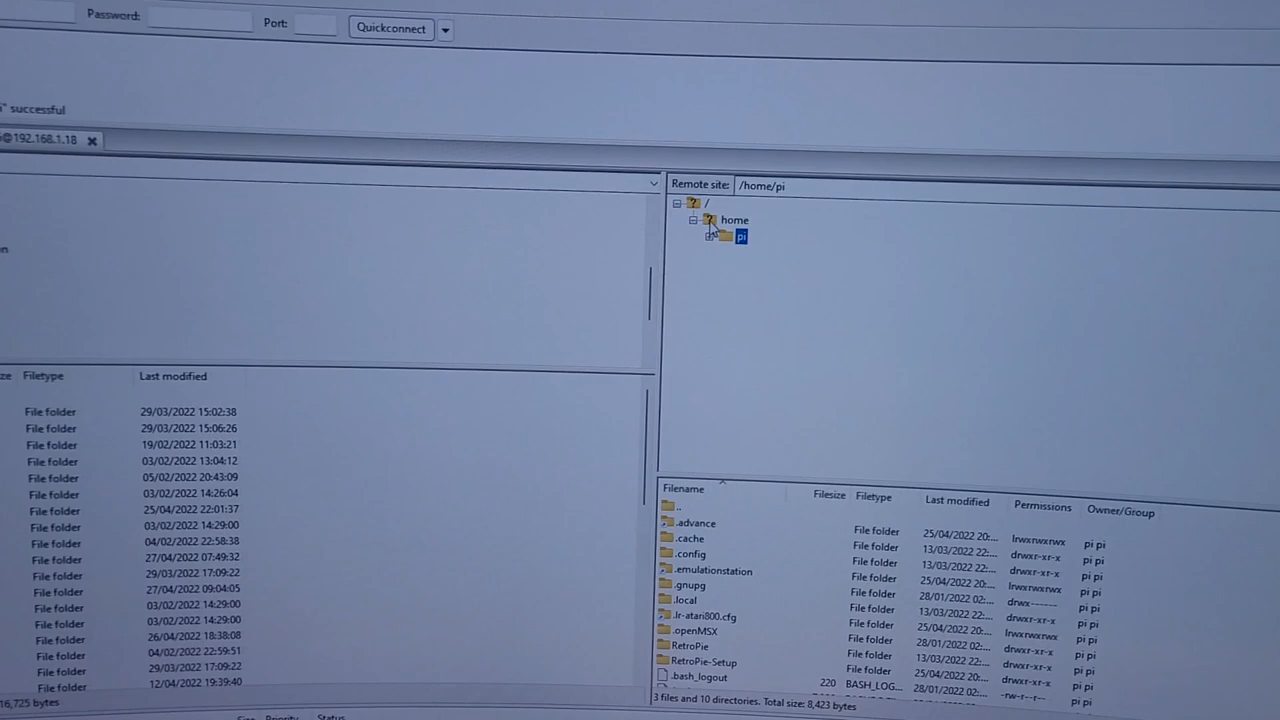 Password: Port: Quickconnect
" successful
@192.168.1.18
Remote site: /home/pi
/
home
pi
Filetype Last modified
File folder 29/03/2022 15:02:38
File folder 29/03/2022 15:06:26
File folder 19/02/2022 11:03:21
File folder 03/02/2022 13:04:12
File folder 05/02/2022 20:43:09
File folder 03/02/2022 14:26:04
File folder 25/04/2022 22:01:37
File folder 03/02/2022 14:29:00
File folder 04/02/2022 22:58:38
File folder 27/04/2022 07:49:32
File folder 29/03/2022 17:09:22
File folder 27/04/2022 09:04:05
File folder 03/02/2022 14:29:00
File folder 03/02/2022 14:29:00
File folder 26/04/2022 18:38:08
File folder 04/02/2022 22:59:51
File folder 29/03/2022 17:09:22
File folder 12/04/2022 19:39:40
16,725 bytes
Filename Filesize Filetype Last modified Permissions Owner/Group
..
.advance File folder 25/04/2022 20:... lrwxrwxrwx pi pi
.cache File folder 13/03/2022 22:... drwxr-xr-x pi pi
.config File folder 13/03/2022 22:... drwxr-xr-x pi pi
.emulationstation File folder 25/04/2022 20:... lrwxrwxrwx pi pi
.gnupg File folder 28/01/2022 02:... drwx------ pi pi
.local File folder 13/03/2022 22:... drwxr-xr-x pi pi
.lr-atari800.cfg File folder 25/04/2022 20:... lrwxrwxrwx pi pi
.openMSX File folder 28/01/2022 02:... drwxr-xr-x pi pi
RetroPie File folder 13/03/2022 22:... drwxr-xr-x pi pi
RetroPie-Setup File folder 25/04/2022 20:... drwxr-xr-x pi pi
.bash_logout 220 BASH_LOG... 28/01/2022 02:... -rw-r--r-- pi pi
3 files and 10 directories. Total size: 8,423 bytes
Size Priority Status